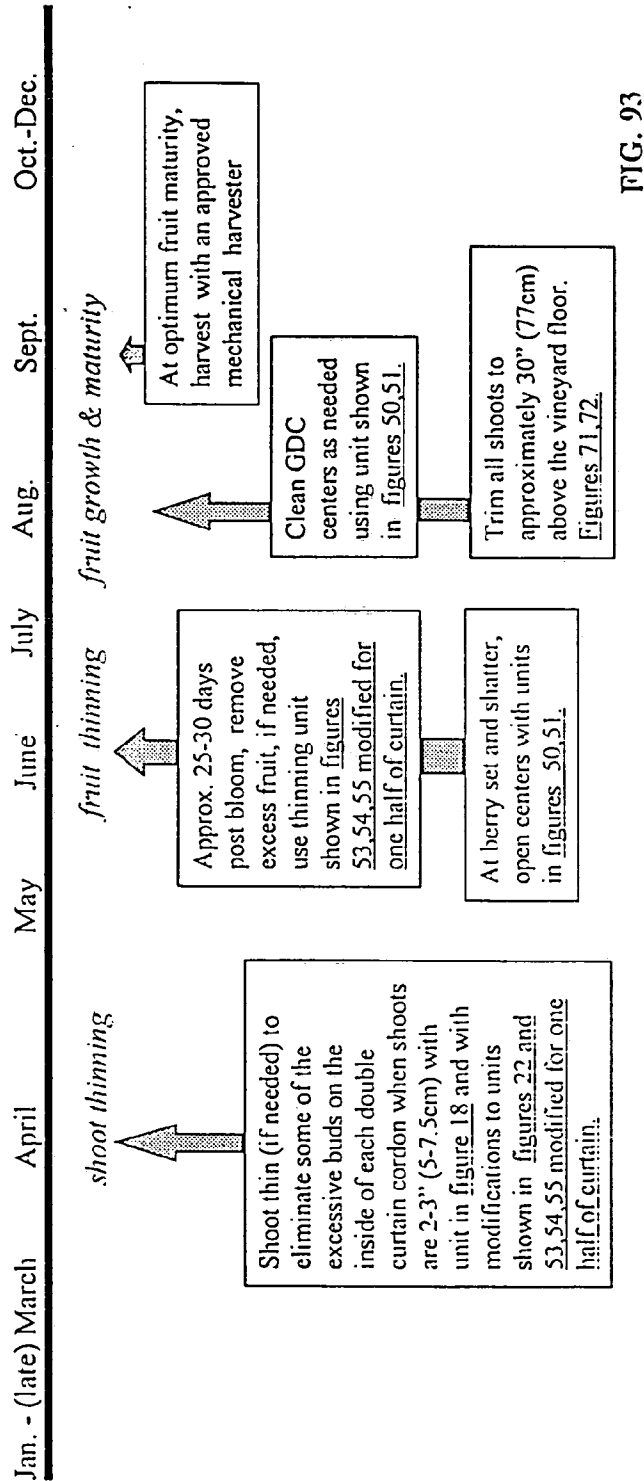 Jan. - (late) March April May June July Aug. Sept. Oct.-Dec.
shoot thinning
fruit thinning
fruit growth & maturity
Shoot thin (if needed) to
eliminate some of the
excessive buds on the
inside of each double
curtain cordon when shoots
are 2-3" (5-7.5cm) with
unit in figure 18 and with
modifications to units
shown in figures 22 and
53,54,55 modified for one
half of curtain.
Approx. 25-30 days
post bloom, remove
excess fruit, if needed,
use thinning unit
shown in figures
53,54,55 modified for
one half of curtain.
At berry set and shatter,
open centers with units
in figures 50,51.
Clean GDC
centers as needed
using unit shown
in figures 50,51.
Trim all shoots to
approximately 30" (77cm)
above the vineyard floor.
Figures 71,72.
At optimum fruit maturity,
harvest with an approved
mechanical harvester
FIG. 93